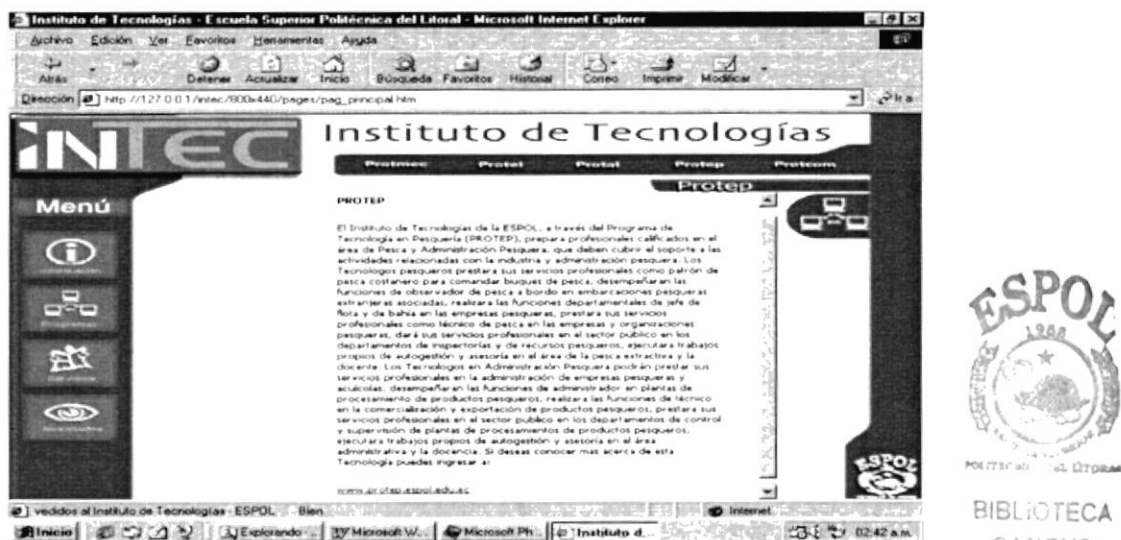 Instituto de Tecnologías - Escuela Superior Politécnica del Litoral - Microsoft Internet Explorer
Archivo Edición Ver Favoritos Herramientas Ayuda
Atrás Detener Actualizar Inicio Búsqueda Favoritos Historial Correo Imprimir Modificar
Dirección http://127.0.0.1/intec/800x440/pages/pag_principal.htm Ir a
iNTEC
Instituto de Tecnologías
Protmec Protel Protal Protep Protcom
Protep
Menú
Programas
PROTEP
El Instituto de Tecnologías de la ESPOL, a través del Programa de
Tecnología en Pesquería (PROTEP), prepara profesionales calificados en el
área de Pesca y Administración Pesquera, que deben cubrir el soporte a las
actividades relacionadas con la industria y administración pesquera. Los
Tecnologos pesqueros prestara sus servicios profesionales como patrón de
pesca costanero para comandar buques de pesca, desempeñaran las
funciones de observador de pesca a bordo en embarcaciones pesqueras
extranjeras asociadas, realizara las funciones departamentales de jefe de
flota y de bahia en las empresas pesqueras, prestara sus servicios
profesionales como técnico de pesca en las empresas y organizaciones
pesqueras, dará sus servicios profesionales en el sector público en los
departamentos de inspectorías y de recursos pesqueros, ejecutara trabajos
propios de autogestión y asesoría en el área de la pesca extractiva y la
docente. Los Tecnologos en Administración Pesquera podrán prestar sus
servicios profesionales en la administración de empresas pesqueras y
acuícolas, desempeñaran las funciones de administrador en plantas de
procesamiento de productos pesqueros, realizara las funciones de técnico
en la comercialización y exportación de productos pesqueros, prestara sus
servicios profesionales en el sector publico en los departamentos de control
y supervisión de plantas de procesamientos de productos pesqueros,
ejecutara trabajos propios de autogestión y asesoría en el área
administrativa y la docencia. Si deseas conocer mas acerca de esta
Tecnología puedes ingresar a:
www.protep.espol.edu.ec
ESPOL
vedidos al Instituto de Tecnologías - ESPOL Bien
Internet
Inicio Explorando ... Microsoft W... Microsoft Ph... Instituto d... 02:42 a.m.
ESPOL
BIBLIOTECA